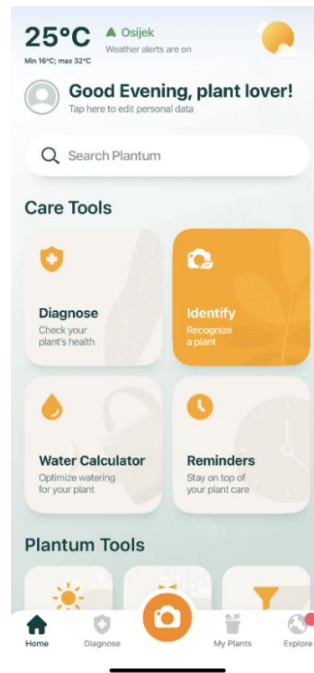 25°C
Osijek
Weather alerts are on
Min 16°C; max 32°C
Good Evening, plant lover!
Tap here to edit personal data
Search Plantum
Care Tools
Diagnose
Check your
plant's health
Identify
Recognize
a plant
Water Calculator
Optimize watering
for your plant
Reminders
Stay on top of
your plant care
Plantum Tools
Home
Diagnose
My Plants
Explore